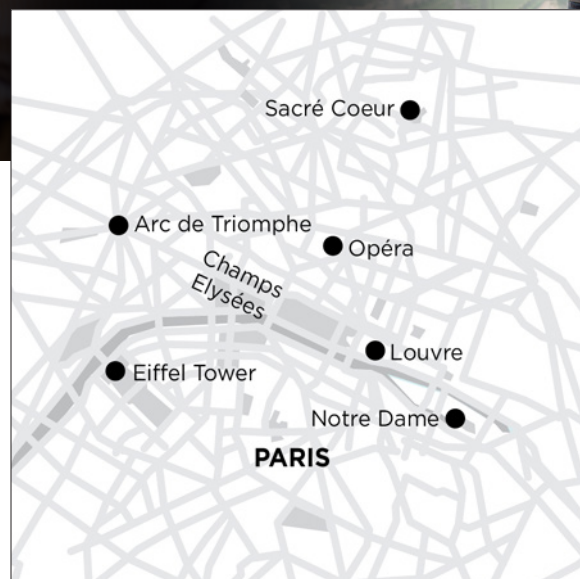 Sacré Coeur
Arc de Triomphe
Opéra
Champs
Elysées
Louvre
Eiffel Tower
Notre Dame
PARIS